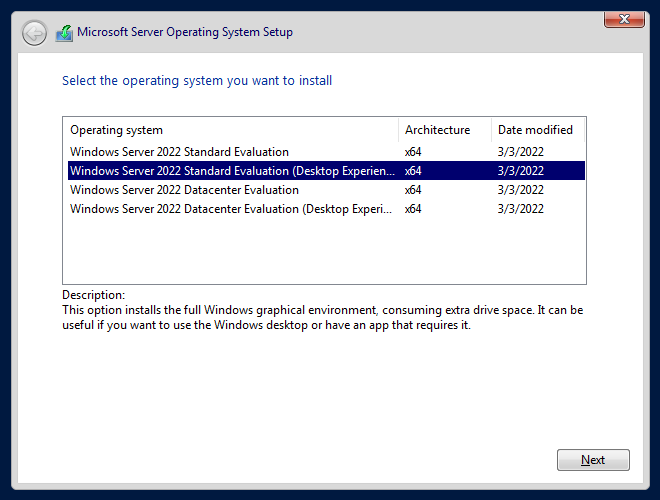 Microsoft Server Operating System Setup
Select the operating system you want to install
Operating system Architecture Date modified
Windows Server 2022 Standard Evaluation x64 3/3/2022
Windows Server 2022 Standard Evaluation (Desktop Experien... x64 3/3/2022
Windows Server 2022 Datacenter Evaluation x64 3/3/2022
Windows Server 2022 Datacenter Evaluation (Desktop Experi... x64 3/3/2022
Description:
This option installs the full Windows graphical environment, consuming extra drive space. It can be
useful if you want to use the Windows desktop or have an app that requires it.
Next